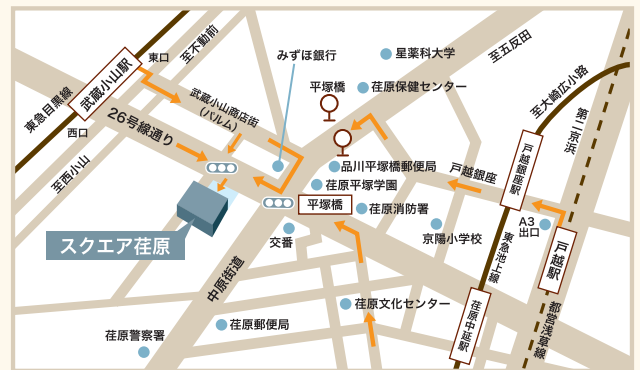 至不動前
東口
武蔵小山駅
東急目黒線
西口
至西小山
26号線通り
武蔵小山商店街
(パルム)
みずほ銀行
平塚橋
星薬科大学
荏原保健センター
至五反田
至大崎広小路
第二京浜
品川平塚橋郵便局
荏原平塚学園
戸越銀座
戸越銀座駅
平塚橋
荏原消防署
A3
出口
戸越駅
京陽小学校
東急池上線
交番
スクエア荏原
中原街道
荏原文化センター
荏原中延駅
都営浅草線
荏原郵便局
荏原警察署